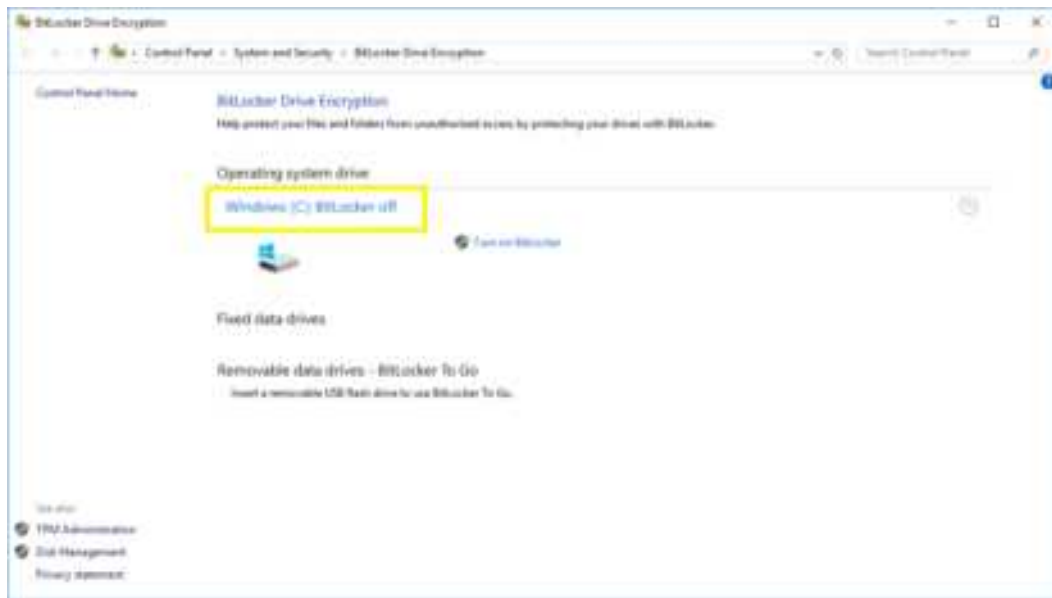 BitLocker Drive Encryption
Control Panel System and Security BitLocker Drive Encryption
Search Control Panel
Control Panel Home
BitLocker Drive Encryption
Help protect your files and folders from unauthorized access by protecting your drives with BitLocker.
Operating system drive
Windows (C:) BitLocker off
Turn on BitLocker
Fixed data drives
Removable data drives - BitLocker To Go
Insert a removable USB flash drive to use BitLocker To Go.
See also
TPM Administration
Disk Management
Privacy statement